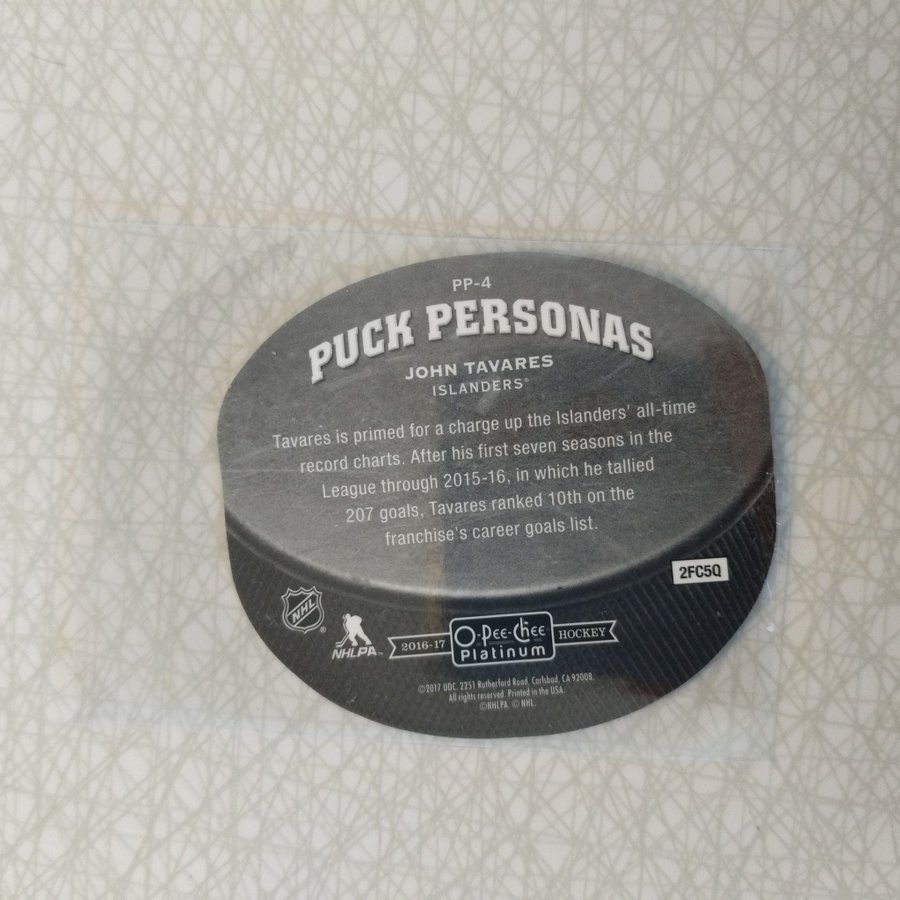 PP-4
PUCK PERSONAS
JOHN TAVARES
ISLANDERS®
Tavares is primed for a charge up the Islanders' all-time
record charts. After his first seven seasons in the
League through 2015-16, in which he tallied
207 goals, Tavares ranked 10th on the
franchise's career goals list.
2FC5Q
NHL ®
NHLPA™
2016-17
O-Pee-Chee
Platinum
HOCKEY
©2017 UDC. 2251 Rutherford Road, Carlsbad, CA 92008.
All rights reserved. Printed in the USA.
©NHLPA. © NHL.